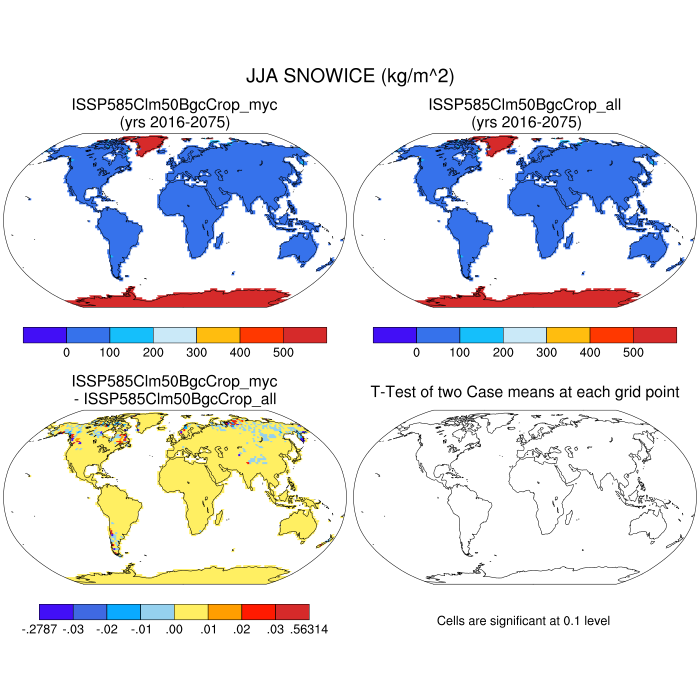 JJA SNOWICE (kg/m^2)
ISSP585Clm50BgcCrop_myc
(yrs 2016-2075)
ISSP585Clm50BgcCrop_all
(yrs 2016-2075)
0 100 200 300 400 500
0 100 200 300 400 500
ISSP585Clm50BgcCrop_myc
- ISSP585Clm50BgcCrop_all
T-Test of two Case means at each grid point
-.2787 -.03 -.02 -.01 .00 .01 .02 .03 .56314
Cells are significant at 0.1 level